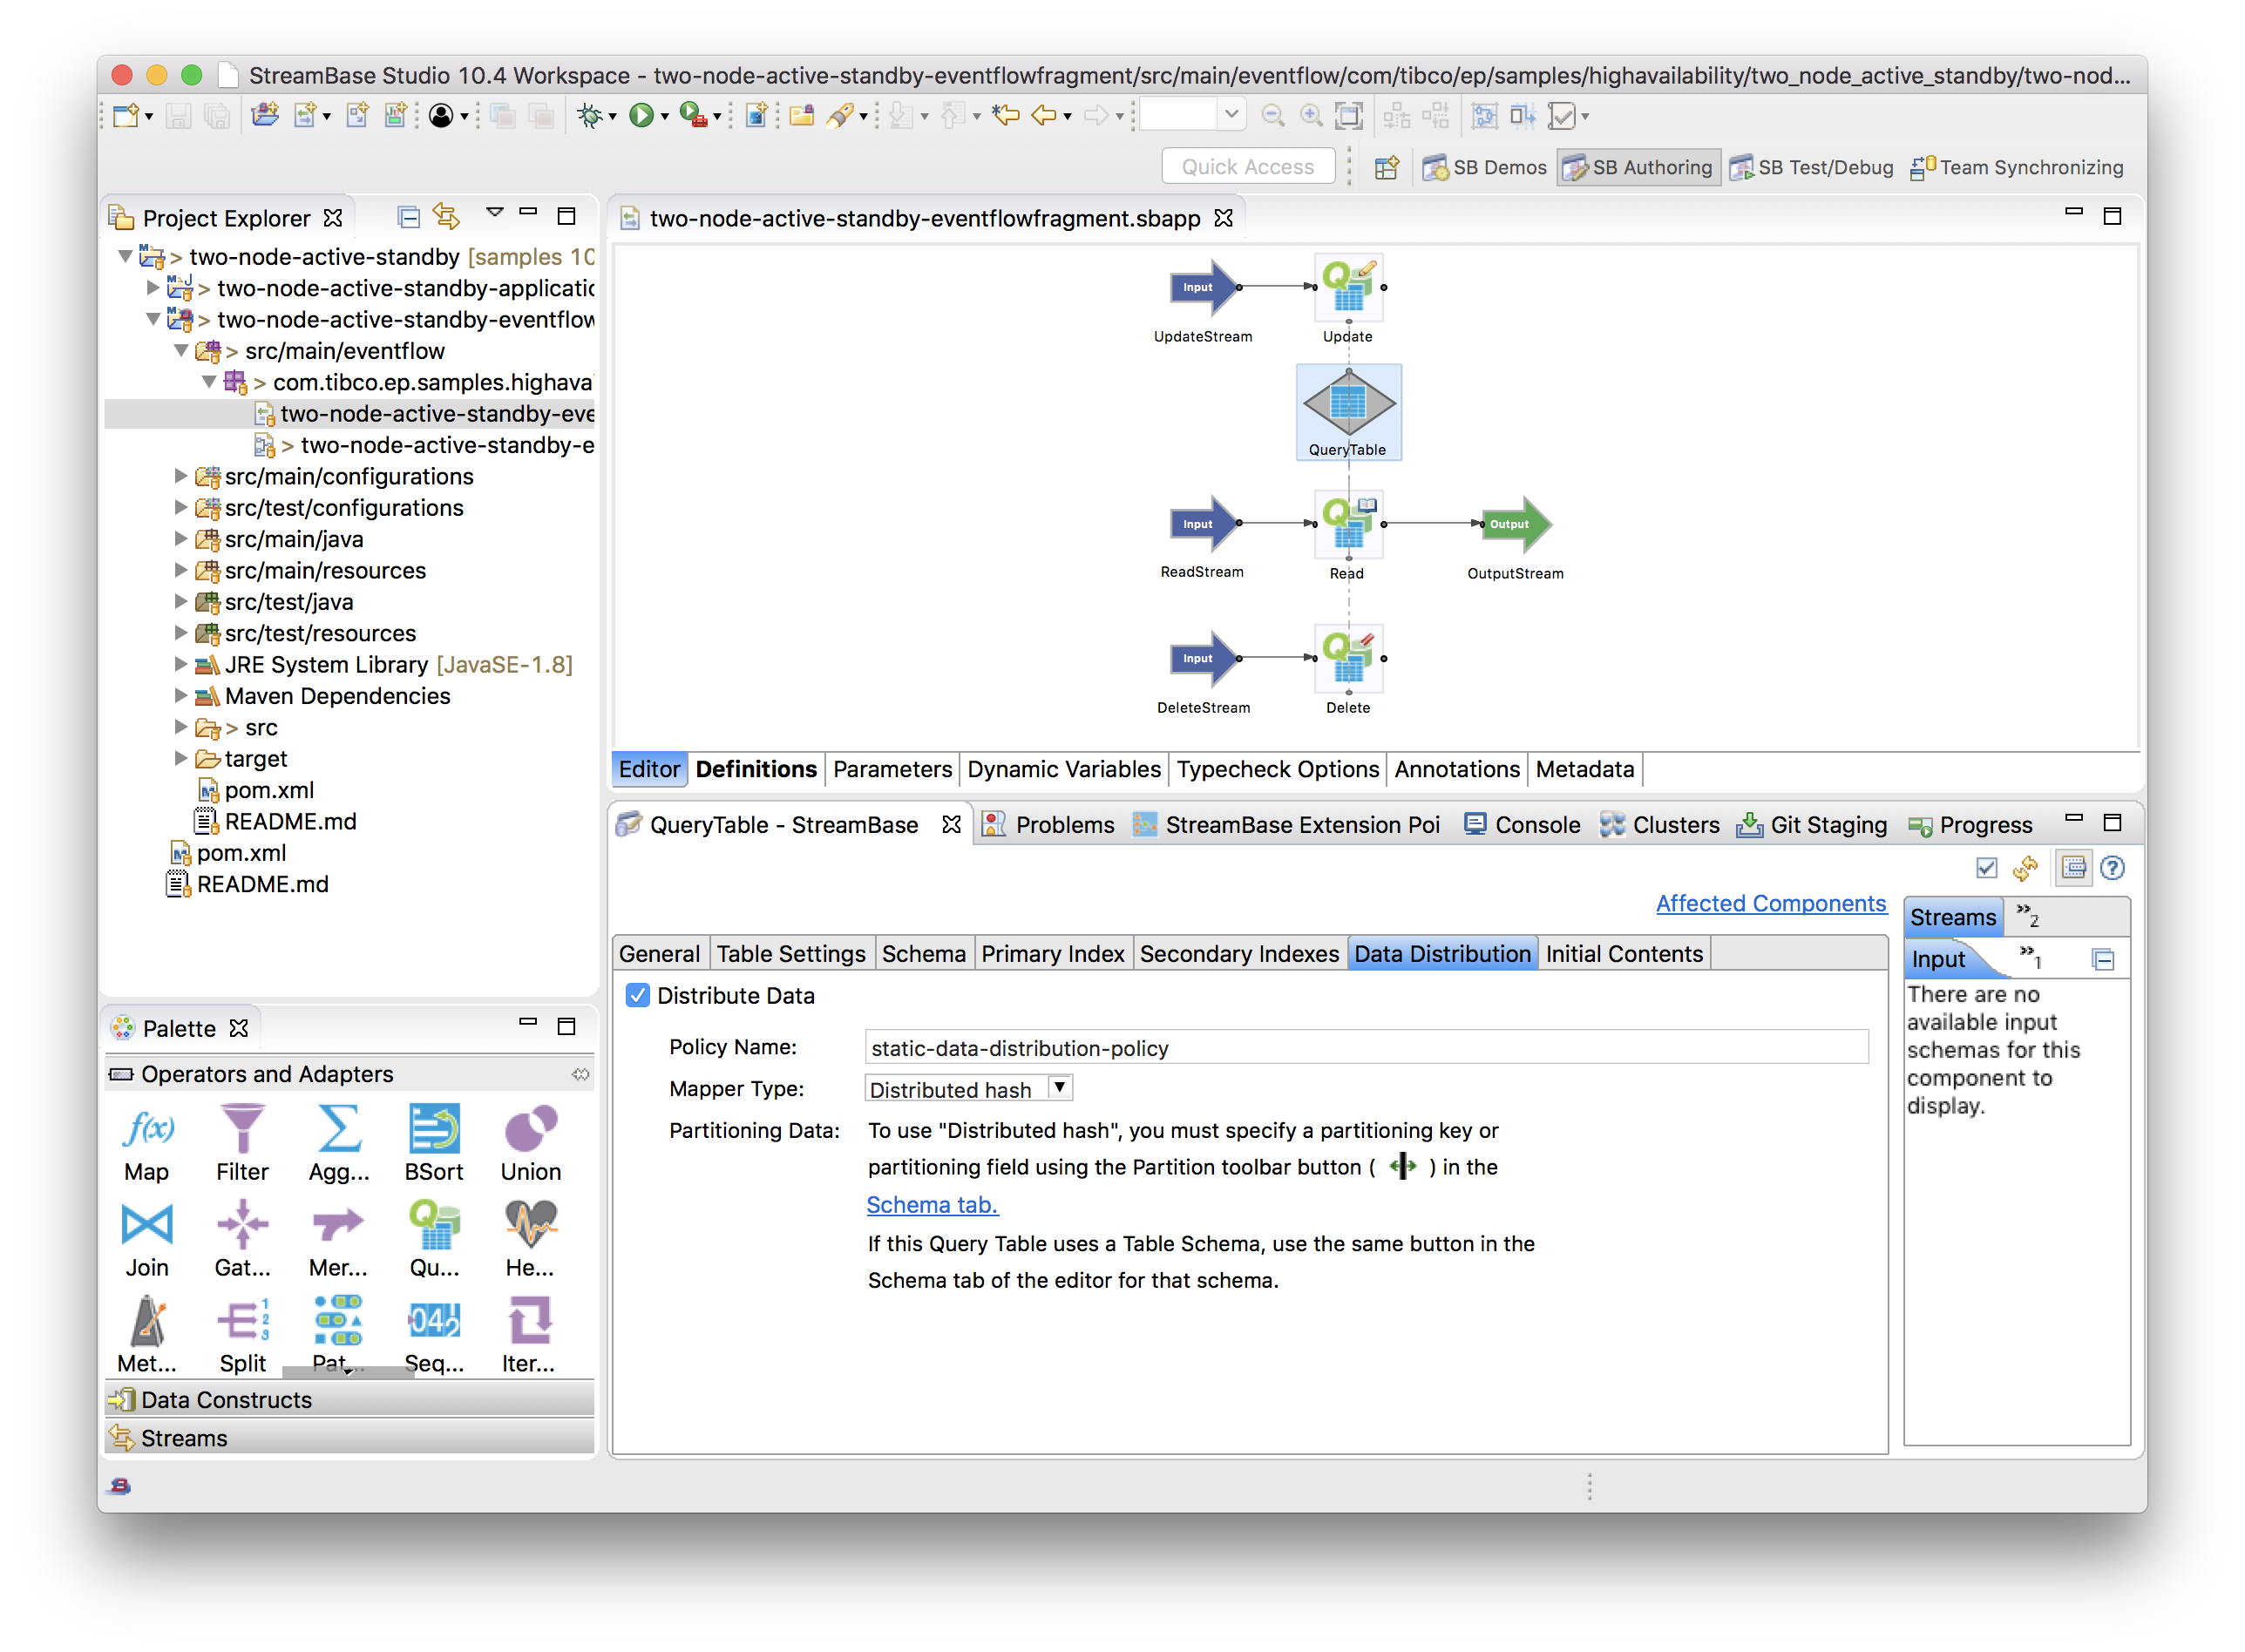 StreamBase Studio 10.4 Workspace - two-node-active-standby-eventflowfragment/src/main/eventflow/com/tibco/ep/samples/highavailability/two_node_active_standby/two-nod...
Quick Access
SB Demos
SB Authoring
SB Test/Debug
Team Synchronizing
Project Explorer
> two-node-active-standby [samples 10
> two-node-active-standby-applicatic
> two-node-active-standby-eventflow
> src/main/eventflow
> com.tibco.ep.samples.highava
two-node-active-standby-eve
> two-node-active-standby-e
src/main/configurations
src/test/configurations
src/main/java
src/main/resources
src/test/java
src/test/resources
JRE System Library [JavaSE-1.8]
Maven Dependencies
> src
target
pom.xml
README.md
pom.xml
README.md
Palette
Operators and Adapters
f(x)
Map
Filter
Agg...
BSort
Union
Join
Gat...
Mer...
Qu...
He...
Met...
Split
Pat...
Seq...
Iter...
Data Constructs
Streams
two-node-active-standby-eventflowfragment.sbapp
Input
UpdateStream
Update
QueryTable
Input
ReadStream
Read
Output
OutputStream
Input
DeleteStream
Delete
Editor
Definitions
Parameters
Dynamic Variables
Typecheck Options
Annotations
Metadata
QueryTable - StreamBase
Problems
StreamBase Extension Poi
Console
Clusters
Git Staging
Progress
Affected Components
General
Table Settings
Schema
Primary Index
Secondary Indexes
Data Distribution
Initial Contents
Distribute Data
Policy Name: static-data-distribution-policy
Mapper Type: Distributed hash
Partitioning Data: To use "Distributed hash", you must specify a partitioning key or
partitioning field using the Partition toolbar button ( ) in the
Schema tab.
If this Query Table uses a Table Schema, use the same button in the
Schema tab of the editor for that schema.
Streams
»2
Input
»1
There are no
available input
schemas for this
component to
display.